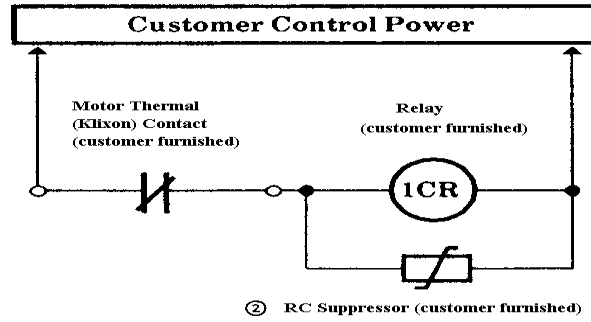 Customer Control Power
Motor Thermal
(Klixon) Contact
(customer furnished)
Relay
(customer furnished)
1CR
② RC Suppressor (customer furnished)